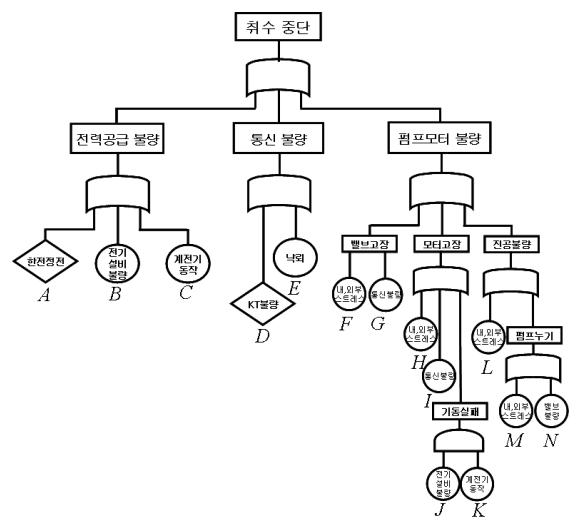 취수 중단
전력공급 불량
통신 불량
펌프모터 불량
한전정전
A
전기
설비
불량
B
계전기
동작
C
KT불량
D
낙뢰
E
밸브고장
모터고장
진공불량
내,외부
스트레스
F
통신불량
G
내,외부
스트레스
H
통신불량
I
내,외부
스트레스
L
펌프누기
기동실패
내,외부
스트레스
M
밸브
불량
N
전기
설비
불량
J
계전기
동작
K